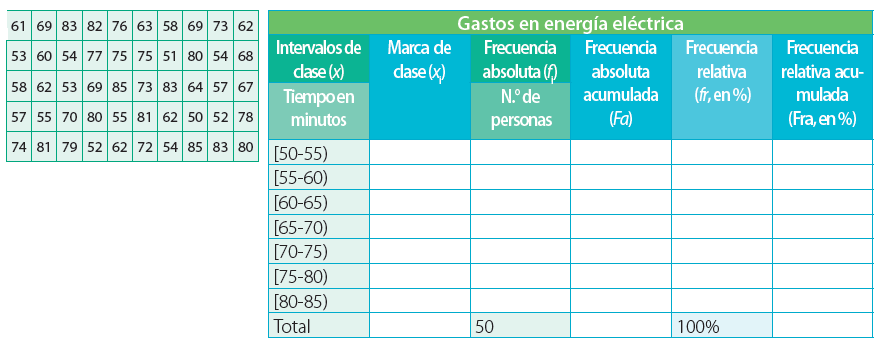 61 69 83 82 76 63 58 69 73 62
53 60 54 77 75 75 51 80 54 68
58 62 53 69 85 73 83 64 57 67
57 55 70 80 55 81 62 50 52 78
74 81 79 52 62 72 54 85 83 80
Gastos en energía eléctrica
Intervalos de clase (x)
Tiempo en minutos
Marca de clase (xᵢ)
Frecuencia absoluta (fᵢ)
N.° de personas
Frecuencia absoluta acumulada (Fa)
Frecuencia relativa (fr, en %)
Frecuencia relativa acu-mulada (Fra, en %)
[50-55)
[55-60)
[60-65)
[65-70)
[70-75)
[75-80)
[80-85)
Total 50 100%